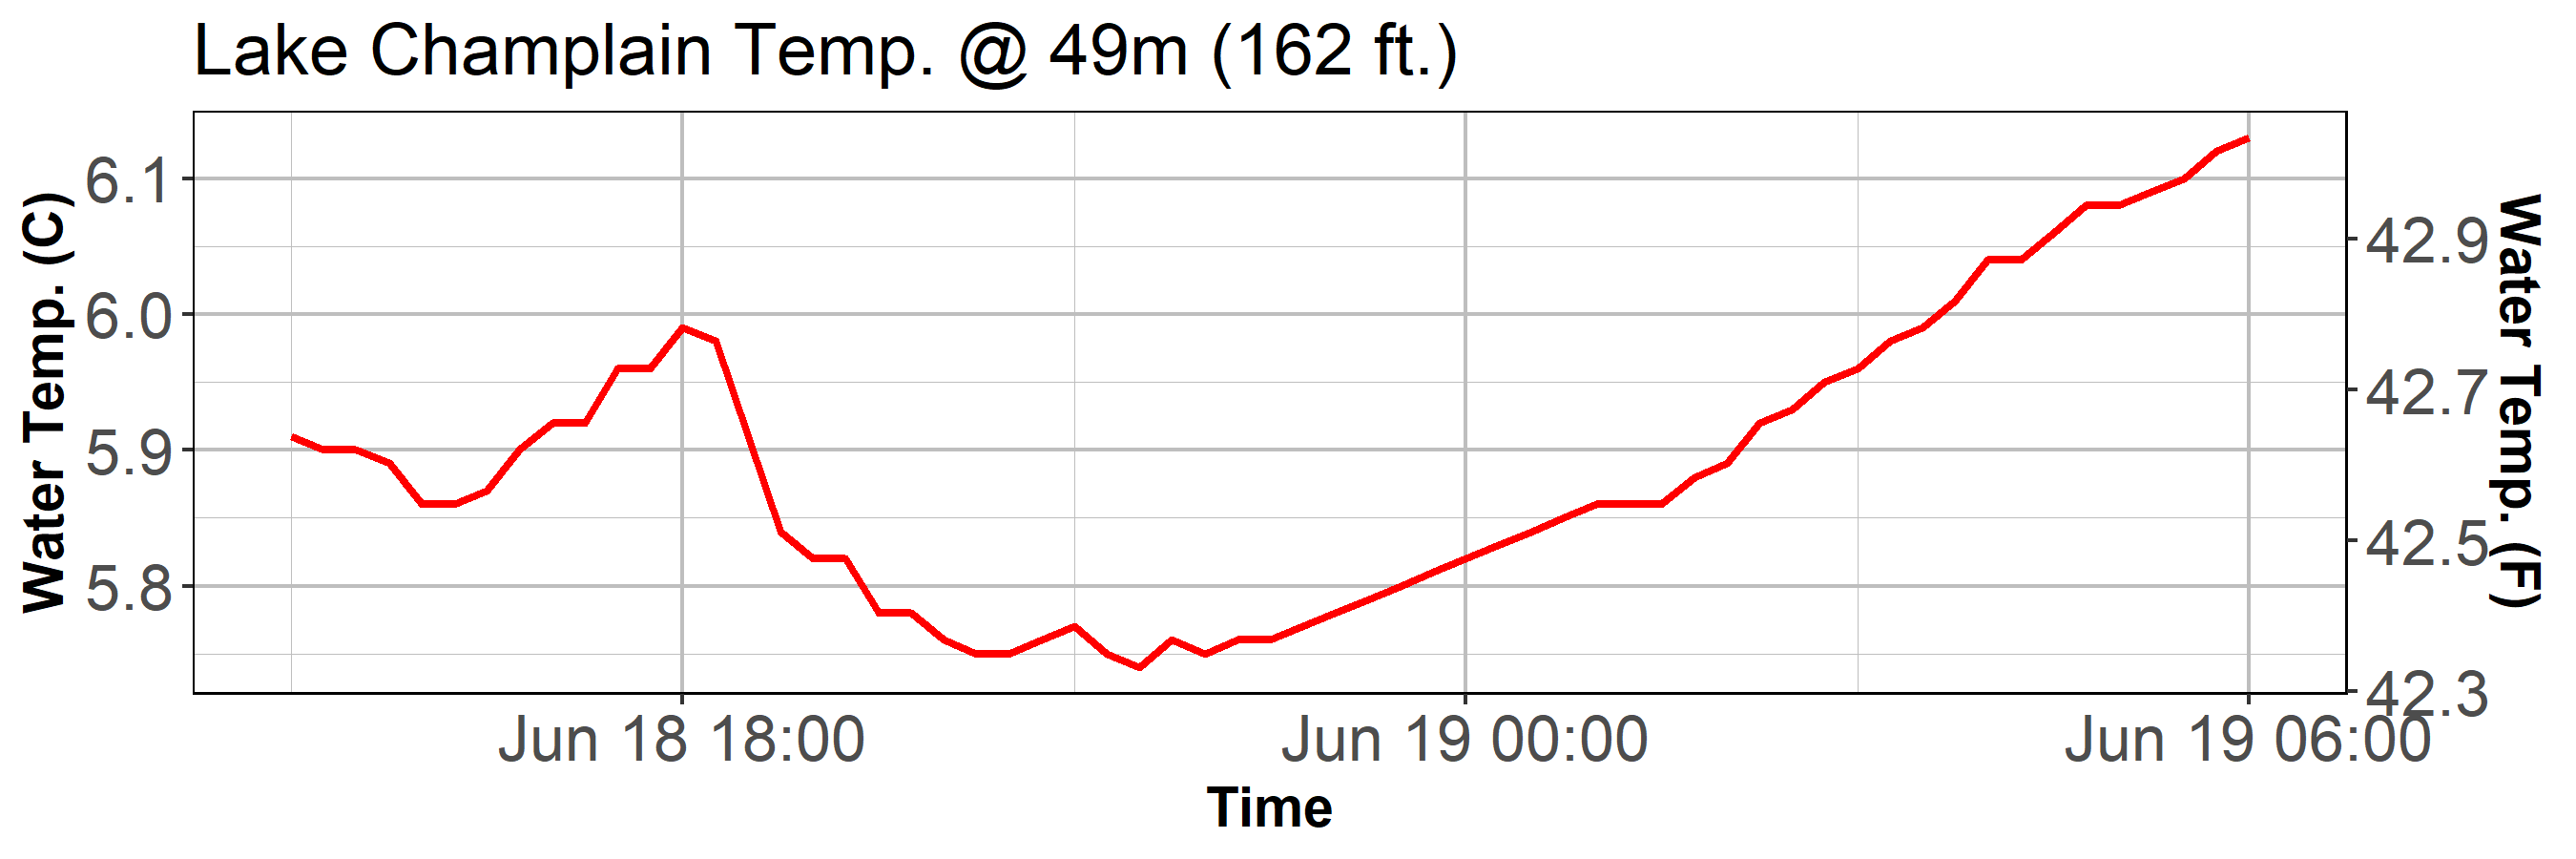 Lake Champlain Temp. @ 49m (162 ft.)
Water Temp. (C)
6.1
6.0
5.9
5.8
42.9
42.7
42.5
42.3
Water Temp. (F)
Jun 18 18:00
Jun 19 00:00
Jun 19 06:00
Time